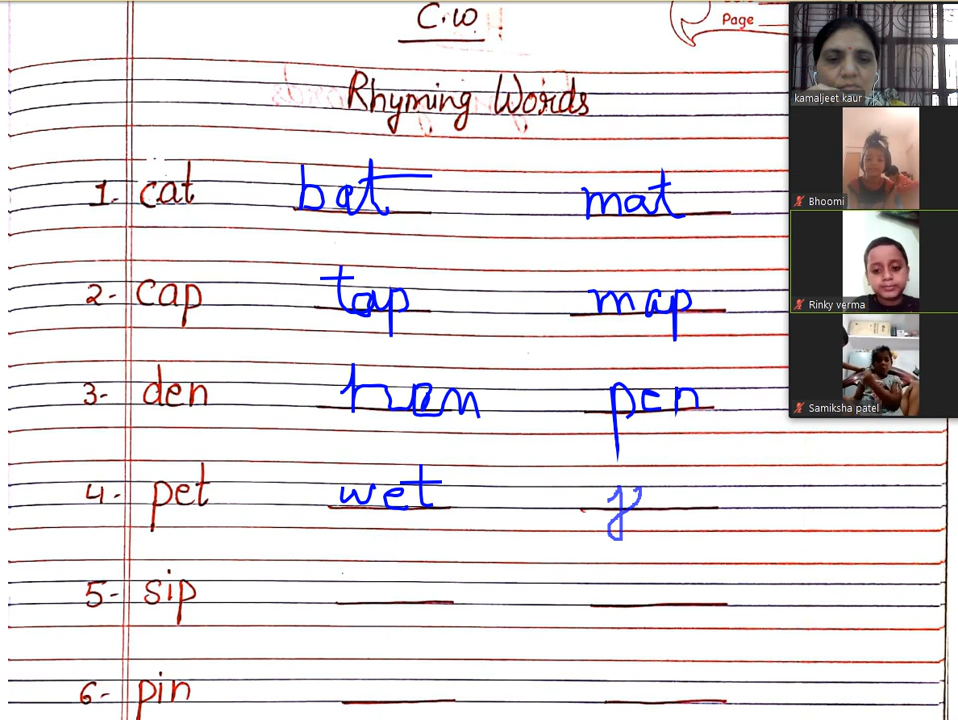 C.W.
Page
Rhyming Words
1- cat bat mat
2- cap tap map
3- den hen pen
4- pet wet
5- sip
6- pin
kamaljeet kaur
Bhoomi
Rinky verma
Samiksha patel